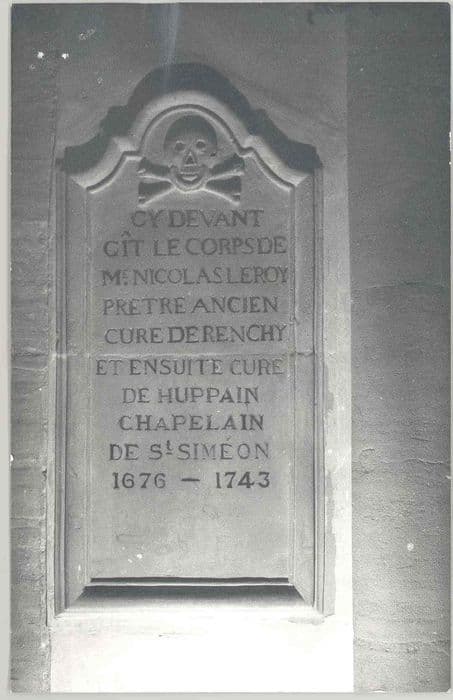 CY DEVANT
GÎT LE CORPS DE
Mᴿᴱ NICOLAS LEROY
PRETRE ANCIEN
CURE DE RENCHY
ET ENSUITE CURE
DE HUPPAIN
CHAPELAIN
DE Sᵗ SIMÉON
1676 — 1743